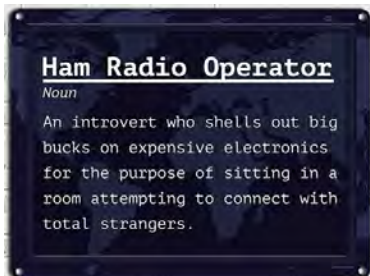 Ham Radio Operator
Noun
An introvert who shells out big
bucks on expensive electronics
for the purpose of sitting in a
room attempting to connect with
total strangers.